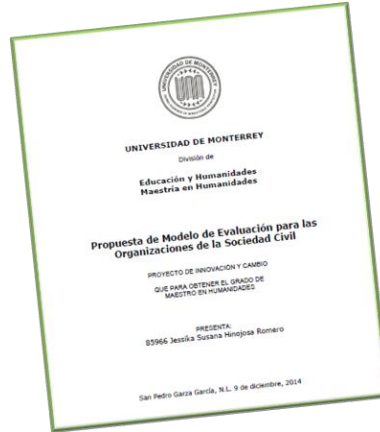 UNIVERSIDAD DE MONTERREY
División de
Educación y Humanidades
Maestría en Humanidades
Propuesta de Modelo de Evaluación para las
Organizaciones de la Sociedad Civil
PROYECTO DE INNOVACIÓN Y CAMBIO
QUE PARA OBTENER EL GRADO DE
MAESTRO EN HUMANIDADES
PRESENTA:
85966 Jessika Susana Hinojosa Romero
San Pedro Garza García, N.L. 9 de diciembre, 2014